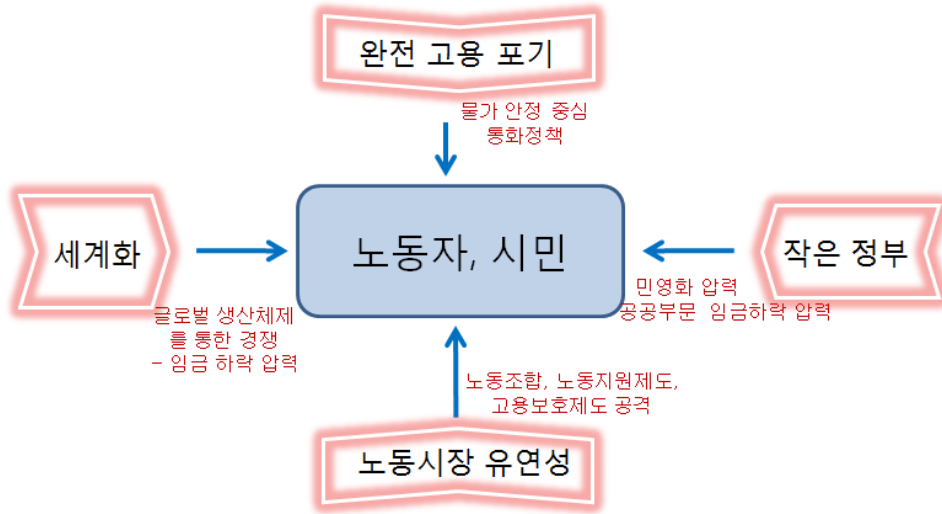 완전 고용 포기
물가 안정 중심
통화정책
세계화
노동자, 시민
작은 정부
글로벌 생산체제
를 통한 경쟁
– 임금 하락 압력
민영화 압력
공공부문 임금하락 압력
노동조합, 노동지원제도,
고용보호제도 공격
노동시장 유연성